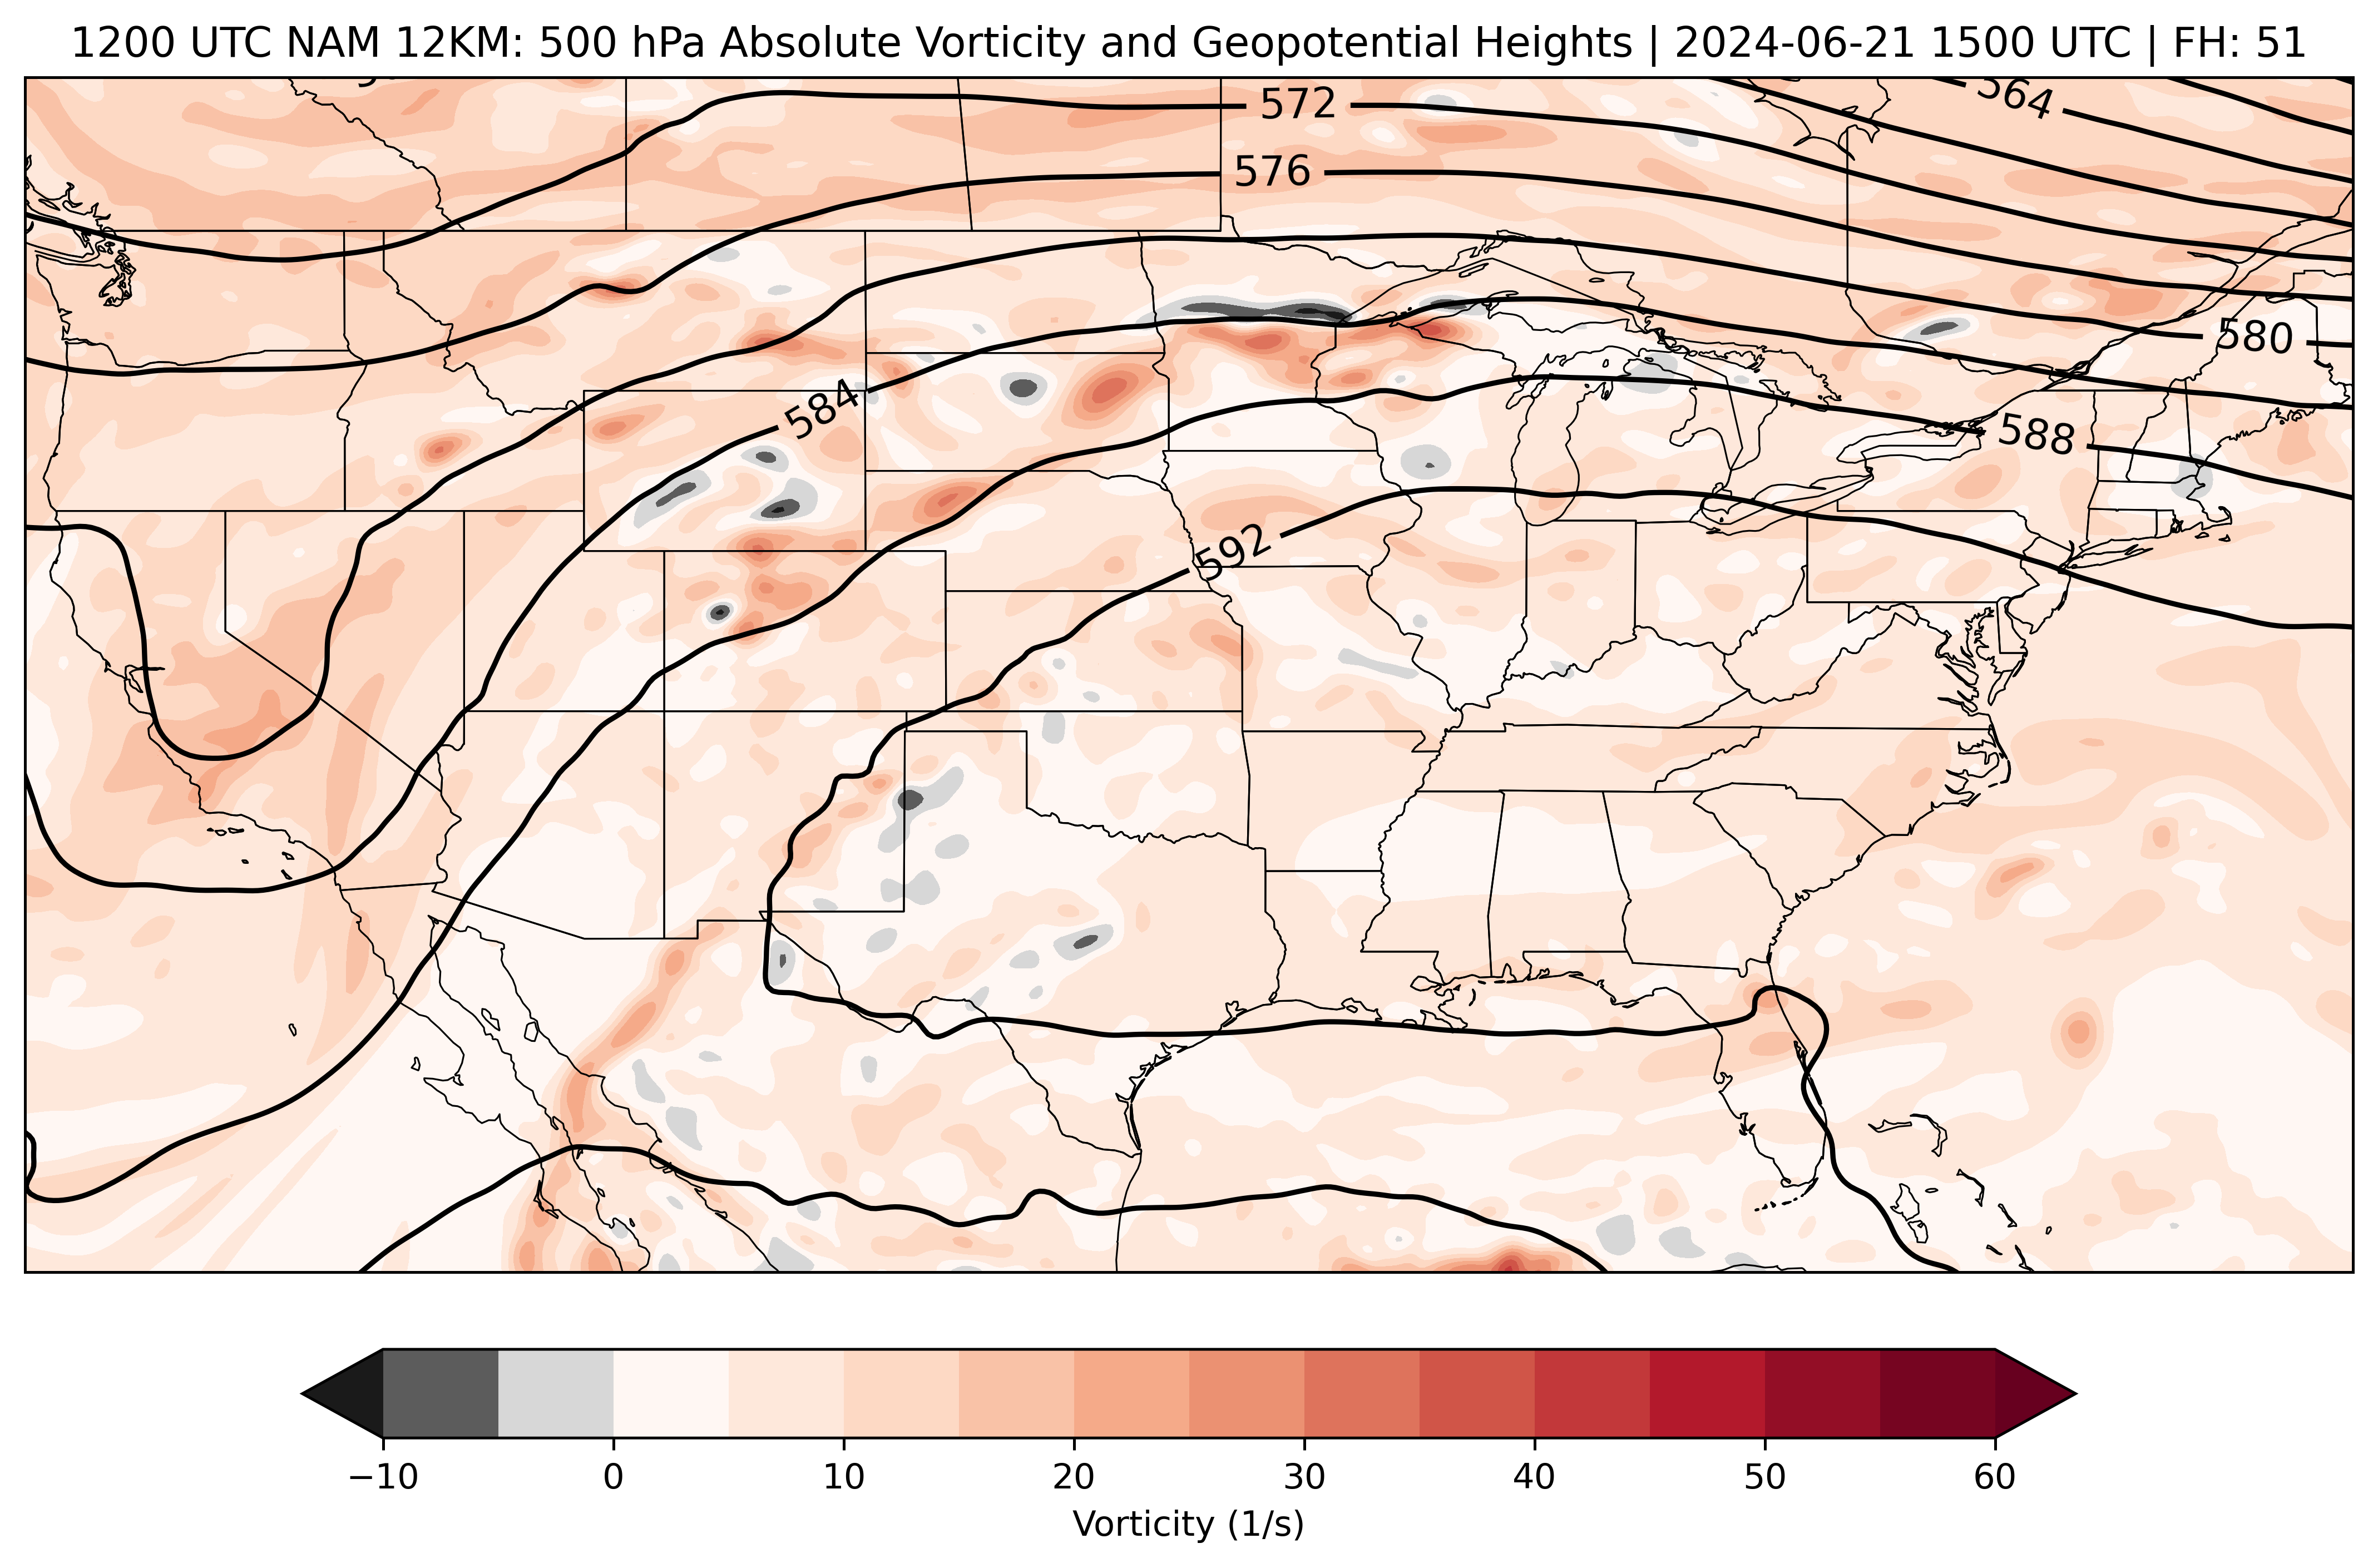 1200 UTC NAM 12KM: 500 hPa Absolute Vorticity and Geopotential Heights | 2024-06-21 1500 UTC | FH: 51
564
572
576
580
584
588
592
−10 0 10 20 30 40 50 60
Vorticity (1/s)